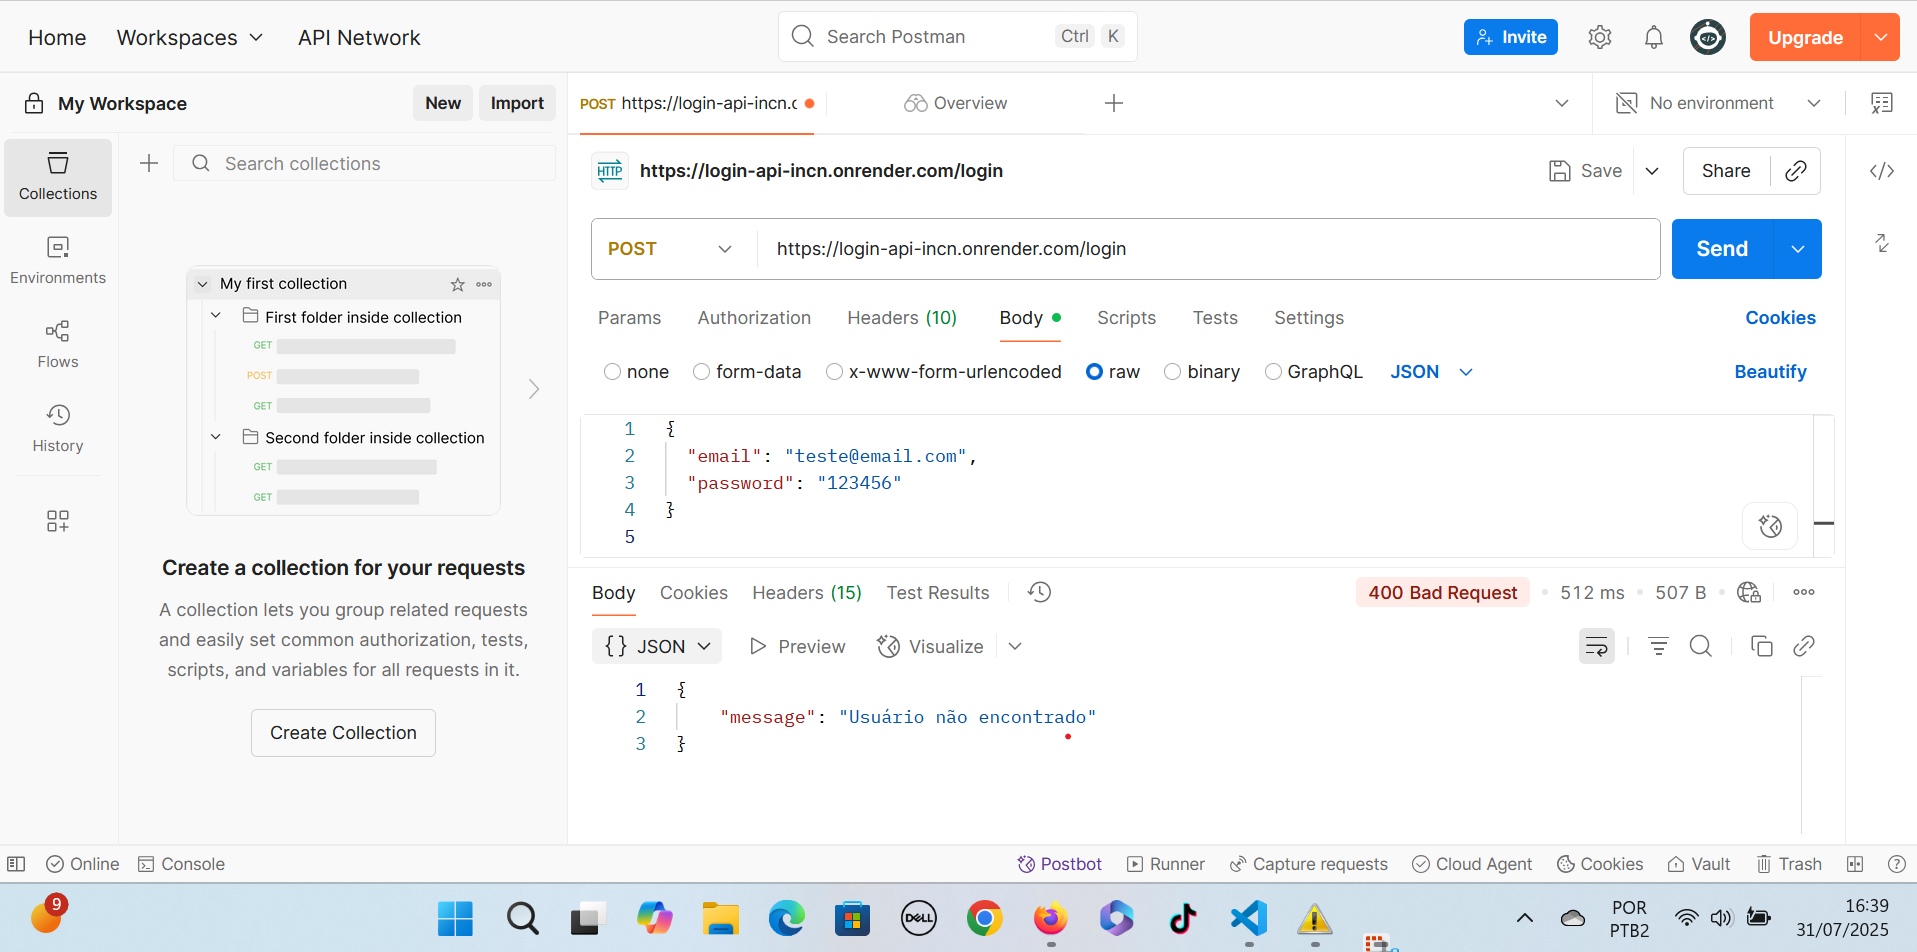 Home Workspaces API Network Search Postman Ctrl K Invite Upgrade
My Workspace New Import POST https://login-api-incn.c Overview No environment
Collections
Search collections
https://login-api-incn.onrender.com/login Save Share
Environments
Flows
History
My first collection
First folder inside collection
GET
POST
GET
Second folder inside collection
GET
GET
Create a collection for your requests
A collection lets you group related requests
and easily set common authorization, tests,
scripts, and variables for all requests in it.
Create Collection
POST https://login-api-incn.onrender.com/login Send
Params Authorization Headers (10) Body Scripts Tests Settings Cookies
none form-data x-www-form-urlencoded raw binary GraphQL JSON Beautify
1 {
2 "email": "teste@email.com",
3 "password": "123456"
4 }
5
Body Cookies Headers (15) Test Results 400 Bad Request 512 ms 507 B
{} JSON Preview Visualize
1 {
2 "message": "Usuário não encontrado"
3 }
Online Console Postbot Runner Capture requests Cloud Agent Cookies Vault Trash
9 DELL POR 16:39
PTB2 31/07/2025